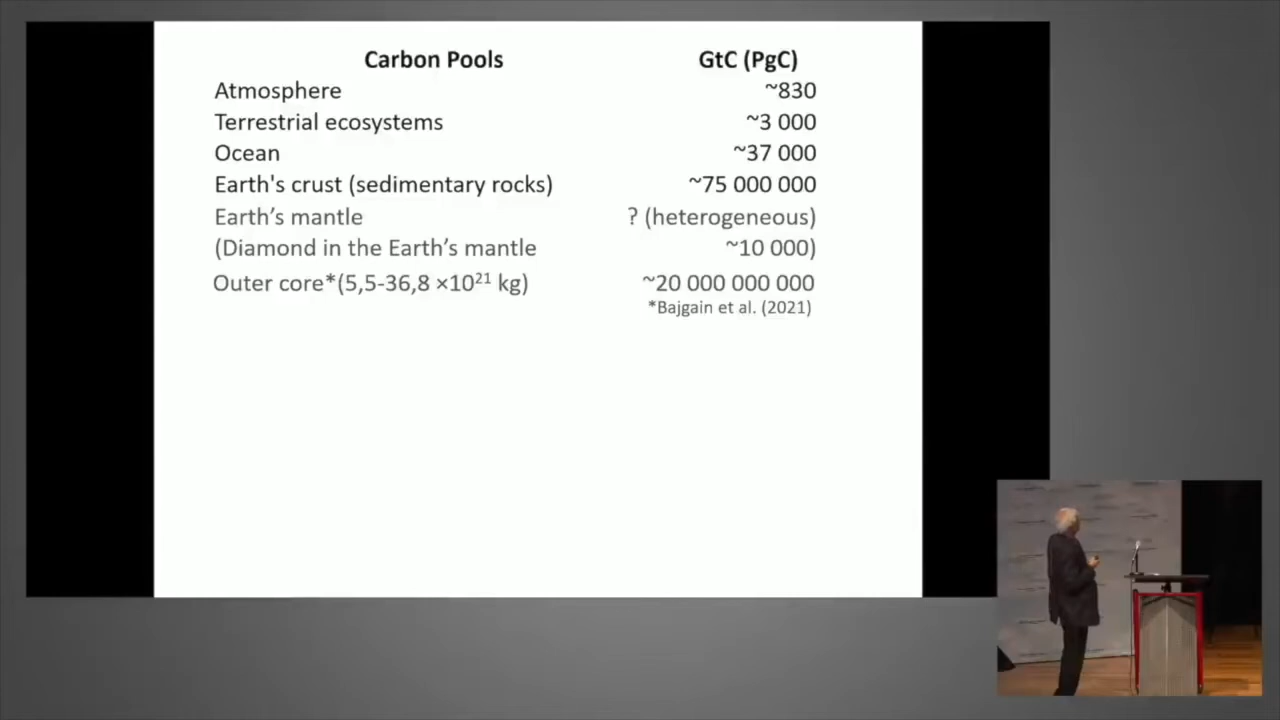 Carbon Pools GtC (PgC)
Atmosphere ~830
Terrestrial ecosystems ~3 000
Ocean ~37 000
Earth's crust (sedimentary rocks) ~75 000 000
Earth’s mantle ? (heterogeneous)
(Diamond in the Earth’s mantle ~10 000)
Outer core*(5,5-36,8 ×10²¹ kg) ~20 000 000 000
*Bajgain et al. (2021)